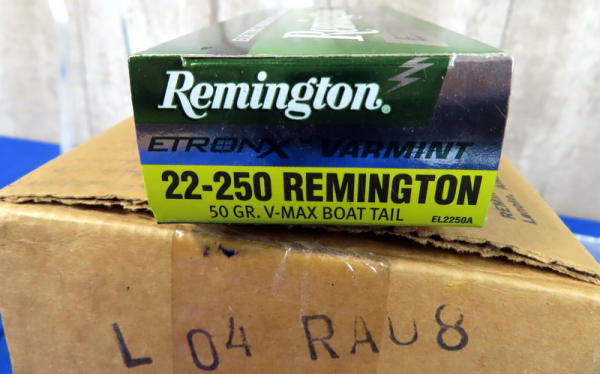 Remington.
ETRONX VARMINT
22-250 REMINGTON
50 GR. V-MAX BOAT TAIL EL2250A
L 04 RA08